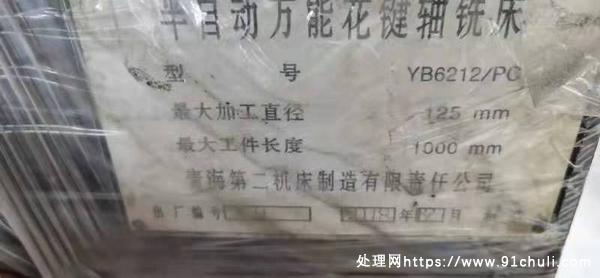 半自动万能花键轴铣床
型 号 YB6212/PC
最大加工直径 125 mm
最大工件长度 1000 mm
青海第二机床制造有限责任公司
出厂编号 年 月
处理网https://www.91chuli.com/